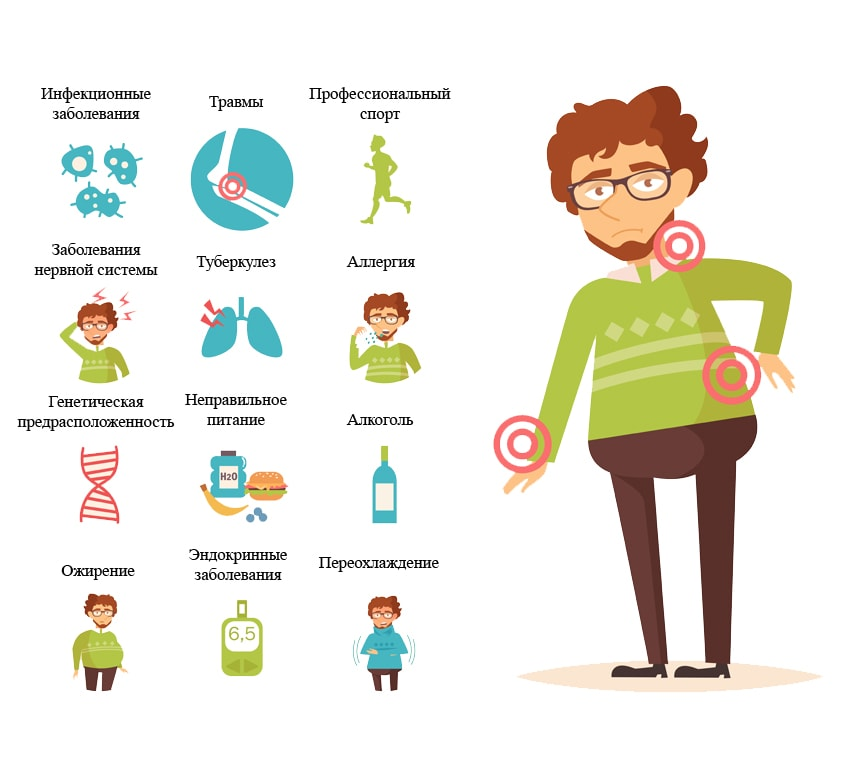 Инфекционные
заболевания
Травмы
Профессиональный
спорт
Заболевания
нервной системы
Туберкулез
Аллергия
Генетическая
предрасположенность
Неправильное
питание
H2O
Алкоголь
Ожирение
Эндокринные
заболевания
6,5
Переохлаждение